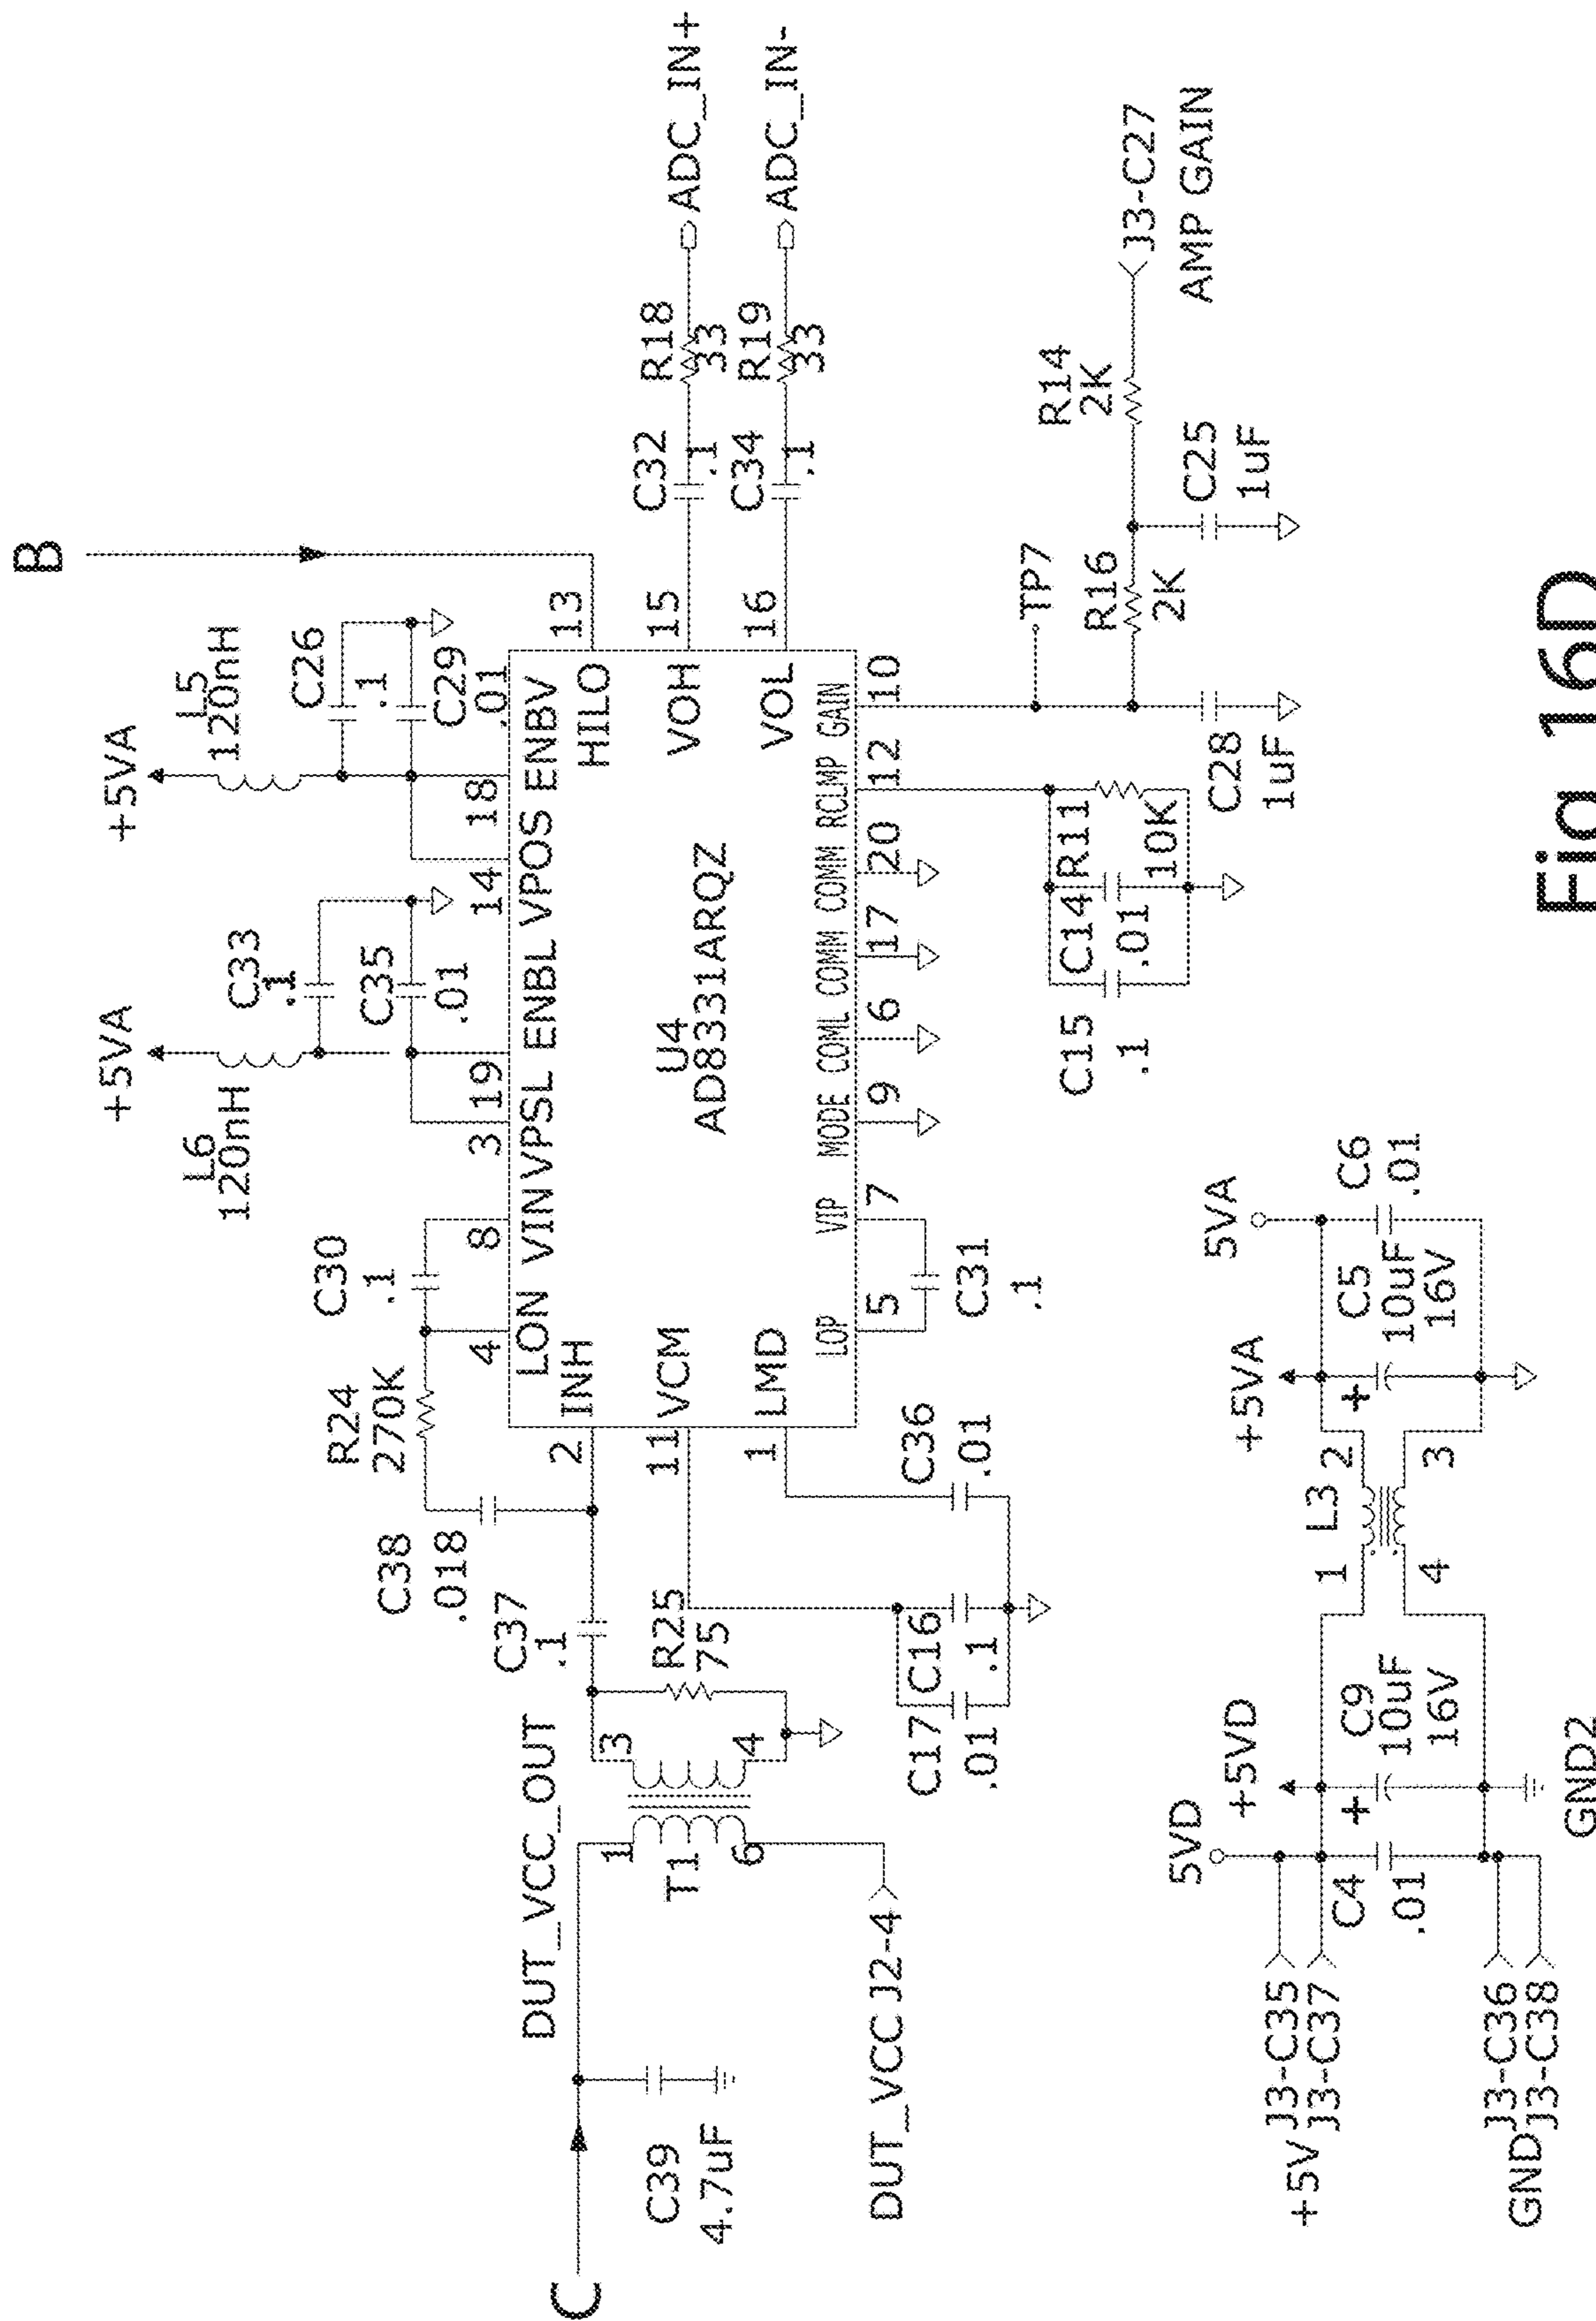 B
+5VA
+5VA
L6
120nH
L5
120nH
C33
.1
C26
.1
C35
.01
C29
.01
C30
.1
R24
270K
C38
.018
4
8
3
19
14
18
LON VIN VPSL ENBL VPOS ENBV
C
DUT_VCC_OUT
C37
.1
2
INH
HILO
13
C39
4.7uF
1
T1
6
3
4
R25
75
11
VCM
U4
AD8331ARQZ
VOH
15
C32
.1
R18
33
ADC_IN+
1
LMD
VOL
16
C34
.1
R19
33
ADC_IN-
DUT_VCC J2-4
LOP
VIP
MODE COML COMM COMM RCLMP GAIN
5
7
9
6
17
20
12
10
C17
.01
C16
.1
C36
.01
C31
.1
C15
.1
C14
.01
R11
10K
TP7
R16
2K
R14
2K
J3-C27
AMP GAIN
C28
1uF
C25
1uF
5VD
+5VD
+5VA
5VA
+5V J3-C35
J3-C37
C4
.01
C9
10uF
16V
1
L3
2
4
3
C5
10uF
16V
C6
.01
J3-C36
GND J3-C38
GND2
Fig 16D